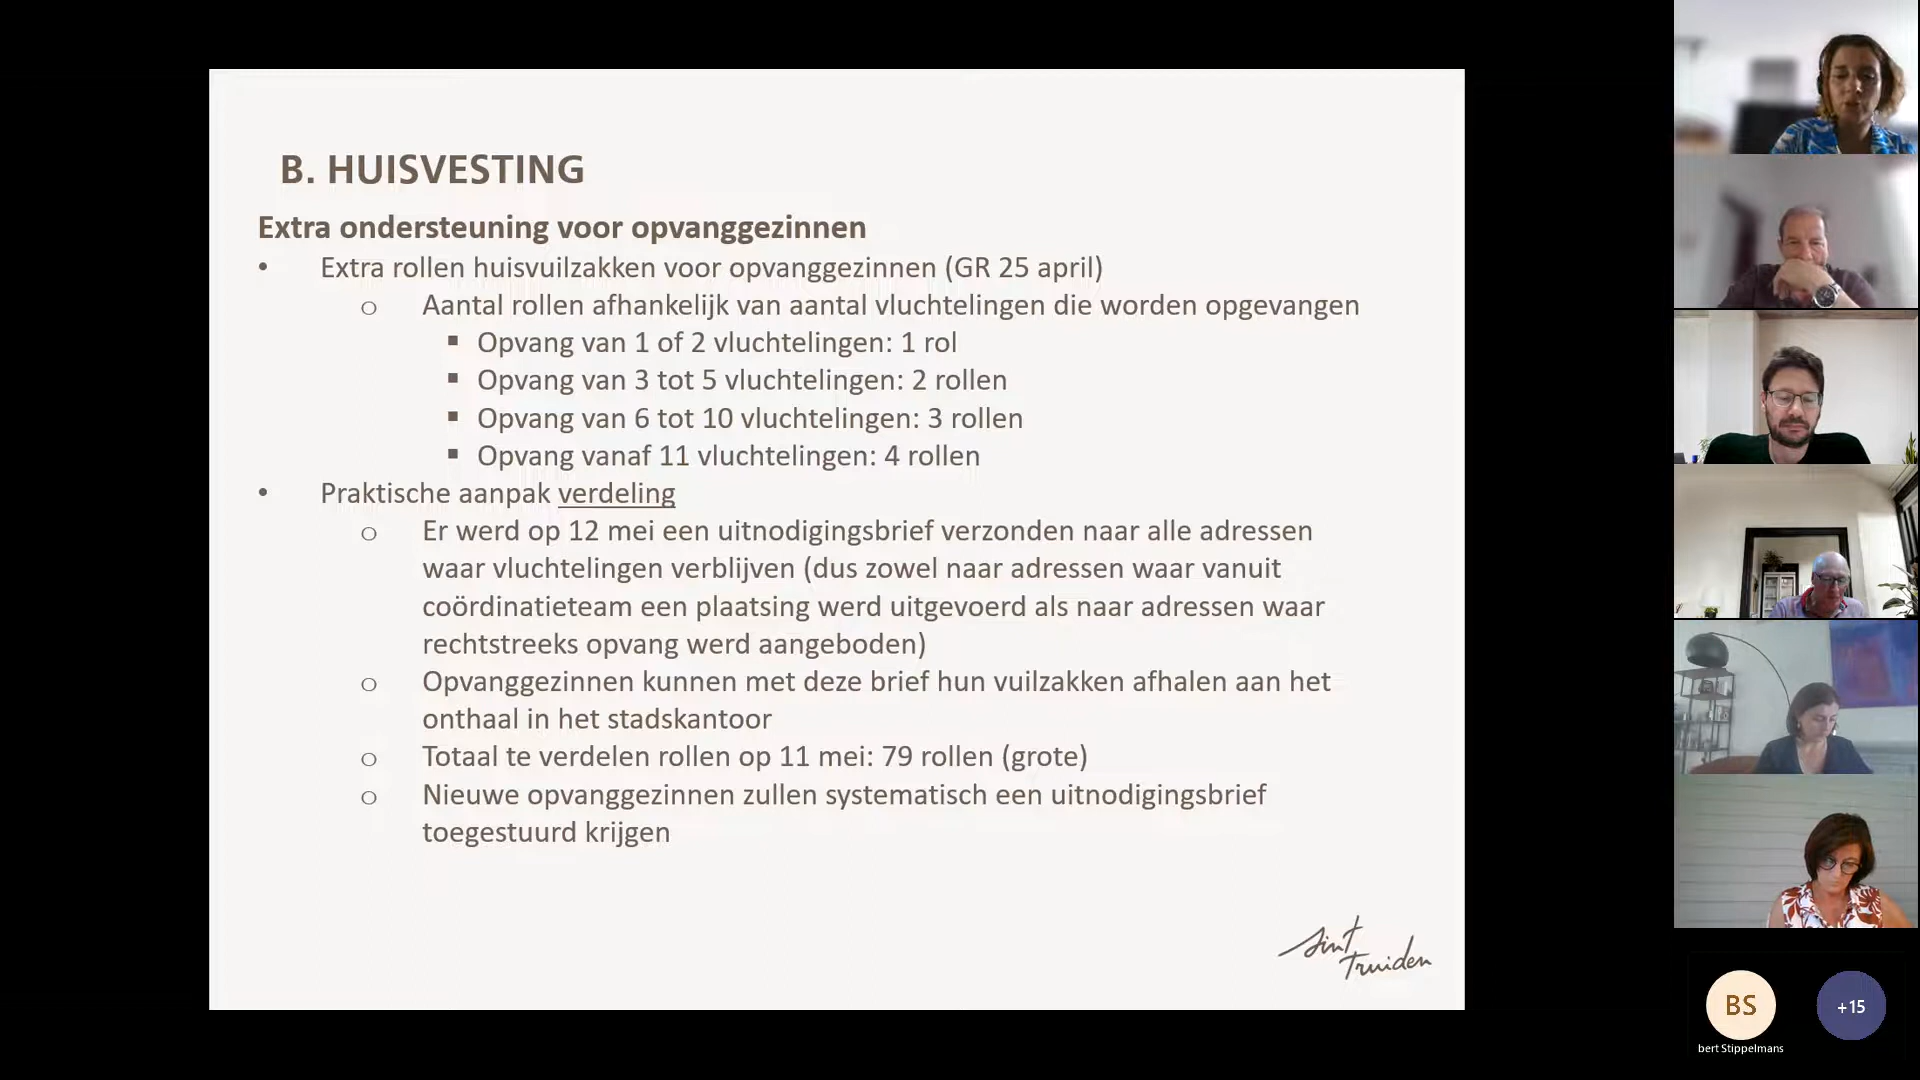 B. HUISVESTING
Extra ondersteuning voor opvanggezinnen
• Extra rollen huisvuilzakken voor opvanggezinnen (GR 25 april)
o Aantal rollen afhankelijk van aantal vluchtelingen die worden opgevangen
▪ Opvang van 1 of 2 vluchtelingen: 1 rol
▪ Opvang van 3 tot 5 vluchtelingen: 2 rollen
▪ Opvang van 6 tot 10 vluchtelingen: 3 rollen
▪ Opvang vanaf 11 vluchtelingen: 4 rollen
• Praktische aanpak verdeling
o Er werd op 12 mei een uitnodigingsbrief verzonden naar alle adressen
waar vluchtelingen verblijven (dus zowel naar adressen waar vanuit
coördinatieteam een plaatsing werd uitgevoerd als naar adressen waar
rechtstreeks opvang werd aangeboden)
o Opvanggezinnen kunnen met deze brief hun vuilzakken afhalen aan het
onthaal in het stadskantoor
o Totaal te verdelen rollen op 11 mei: 79 rollen (grote)
o Nieuwe opvanggezinnen zullen systematisch een uitnodigingsbrief
toegestuurd krijgen
Sint
Truiden
BS
+15
bert Stippelmans